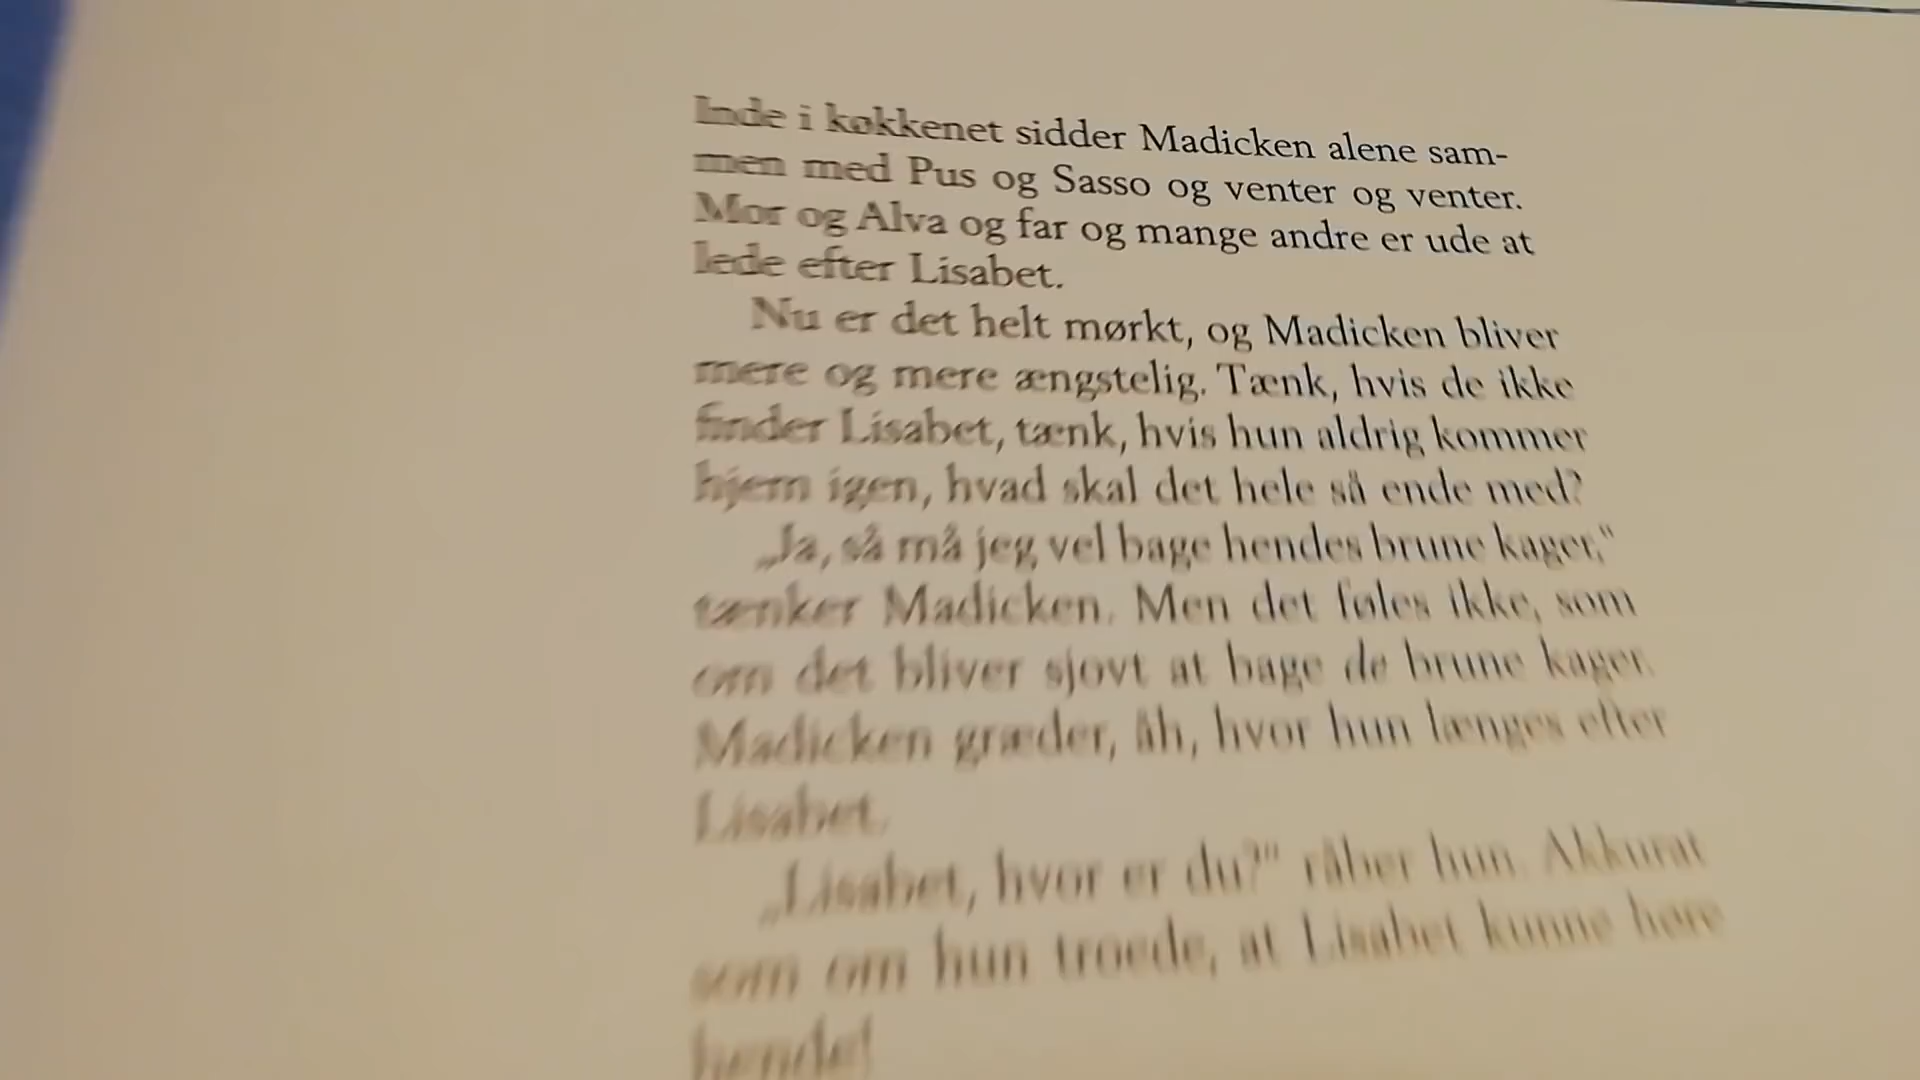 Inde i køkkenet sidder Madicken alene sam-
men med Pus og Sasso og venter og venter.
Mor og Alva og far og mange andre er ude at
lede efter Lisabet.
Nu er det helt mørkt, og Madicken bliver
mere og mere ængstelig. Tænk, hvis de ikke
finder Lisabet, tænk, hvis hun aldrig kommer
hjem igen, hvad skal det hele så ende med?
„Ja, så må jeg vel bage hendes brune kager,"
tænker Madicken. Men det føles ikke, som
om det bliver sjovt at bage de brune kager.
Madicken græder, åh, hvor hun længes efter
Lisabet.
„Lisabet, hvor er du?" råber hun. Akkurat
som om hun troede, at Lisabet kunne høre
hende!